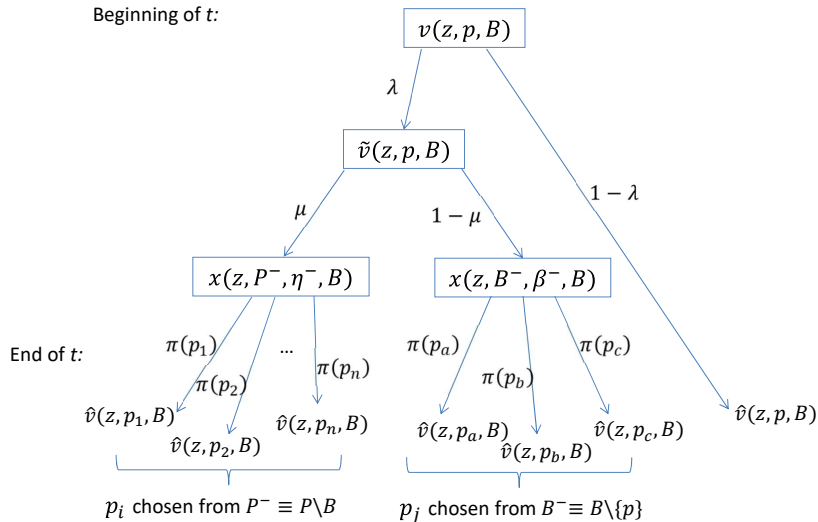 Beginning of t:
v(z, p, B)
λ
ṽ(z, p, B)
1 − λ
μ
1 − μ
x(z, P⁻, η⁻, B)
x(z, B⁻, β⁻, B)
End of t:
π(p₁)
π(p₂)
...
π(pₙ)
π(pₐ)
π(p_b)
π(p_c)
v̂(z, p₁, B)
v̂(z, p₂, B)
v̂(z, pₙ, B)
v̂(z, pₐ, B)
v̂(z, p_b, B)
v̂(z, p_c, B)
v̂(z, p, B)
pᵢ chosen from P⁻ ≡ P\B
pⱼ chosen from B⁻ ≡ B\{p}